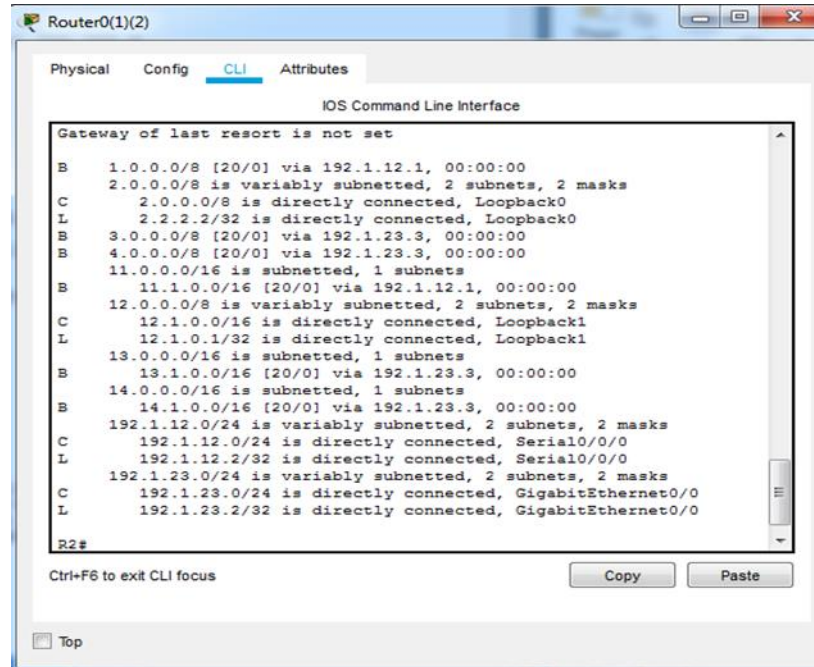 Router0(1)(2)
Physical Config CLI Attributes
IOS Command Line Interface
Gateway of last resort is not set
B 1.0.0.0/8 [20/0] via 192.1.12.1, 00:00:00
2.0.0.0/8 is variably subnetted, 2 subnets, 2 masks
C 2.0.0.0/8 is directly connected, Loopback0
L 2.2.2.2/32 is directly connected, Loopback0
B 3.0.0.0/8 [20/0] via 192.1.23.3, 00:00:00
B 4.0.0.0/8 [20/0] via 192.1.23.3, 00:00:00
11.0.0.0/16 is subnetted, 1 subnets
B 11.1.0.0/16 [20/0] via 192.1.12.1, 00:00:00
12.0.0.0/8 is variably subnetted, 2 subnets, 2 masks
C 12.1.0.0/16 is directly connected, Loopback1
L 12.1.0.1/32 is directly connected, Loopback1
13.0.0.0/16 is subnetted, 1 subnets
B 13.1.0.0/16 [20/0] via 192.1.23.3, 00:00:00
14.0.0.0/16 is subnetted, 1 subnets
B 14.1.0.0/16 [20/0] via 192.1.23.3, 00:00:00
192.1.12.0/24 is variably subnetted, 2 subnets, 2 masks
C 192.1.12.0/24 is directly connected, Serial0/0/0
L 192.1.12.2/32 is directly connected, Serial0/0/0
192.1.23.0/24 is variably subnetted, 2 subnets, 2 masks
C 192.1.23.0/24 is directly connected, GigabitEthernet0/0
L 192.1.23.2/32 is directly connected, GigabitEthernet0/0
R2#
Ctrl+F6 to exit CLI focus
Copy Paste
Top